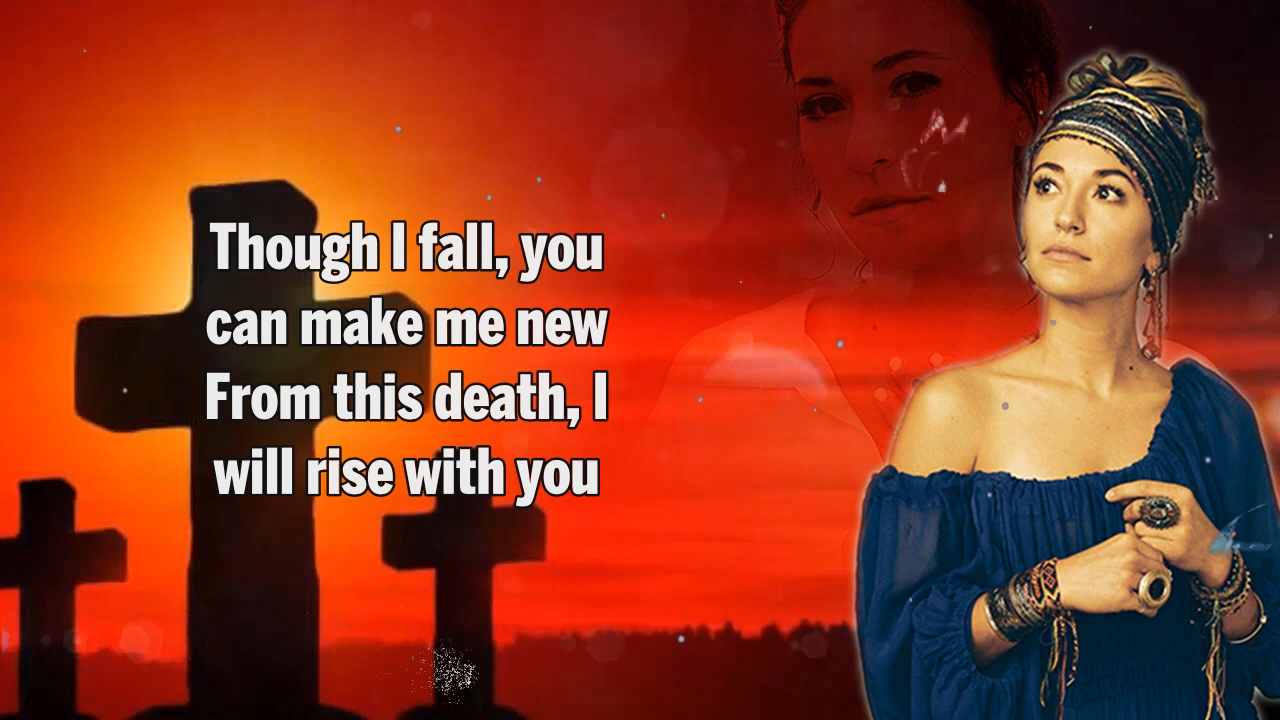 Though I fall, you
can make me new
From this death, I
will rise with you